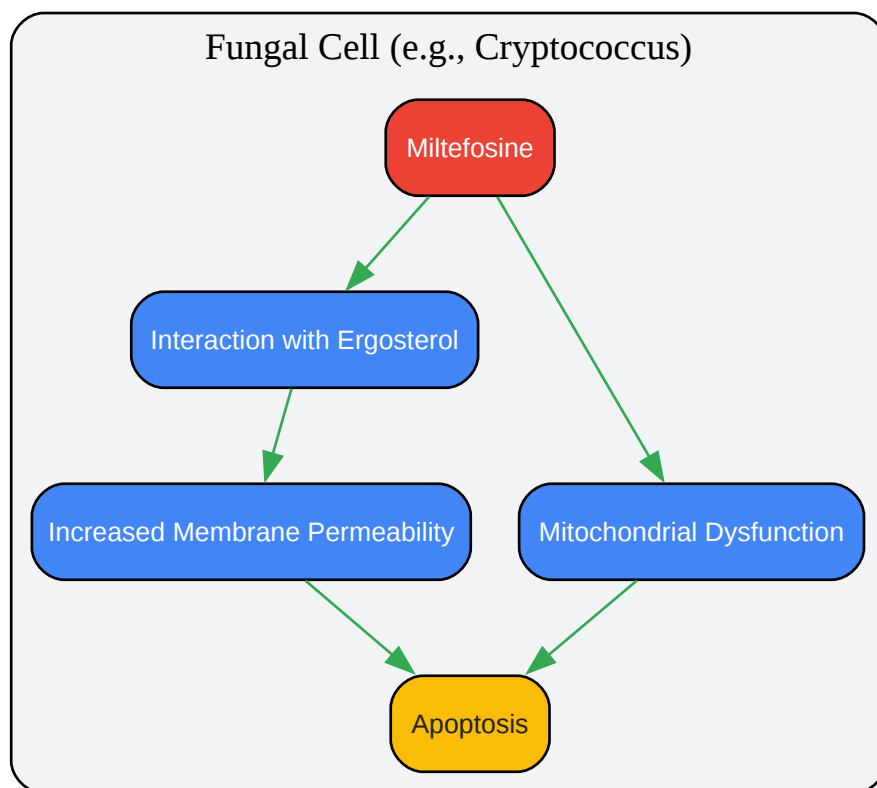 Fungal Cell (e.g., Cryptococcus)
Miltefosine
Interaction with Ergosterol
Increased Membrane Permeability
Mitochondrial Dysfunction
Apoptosis